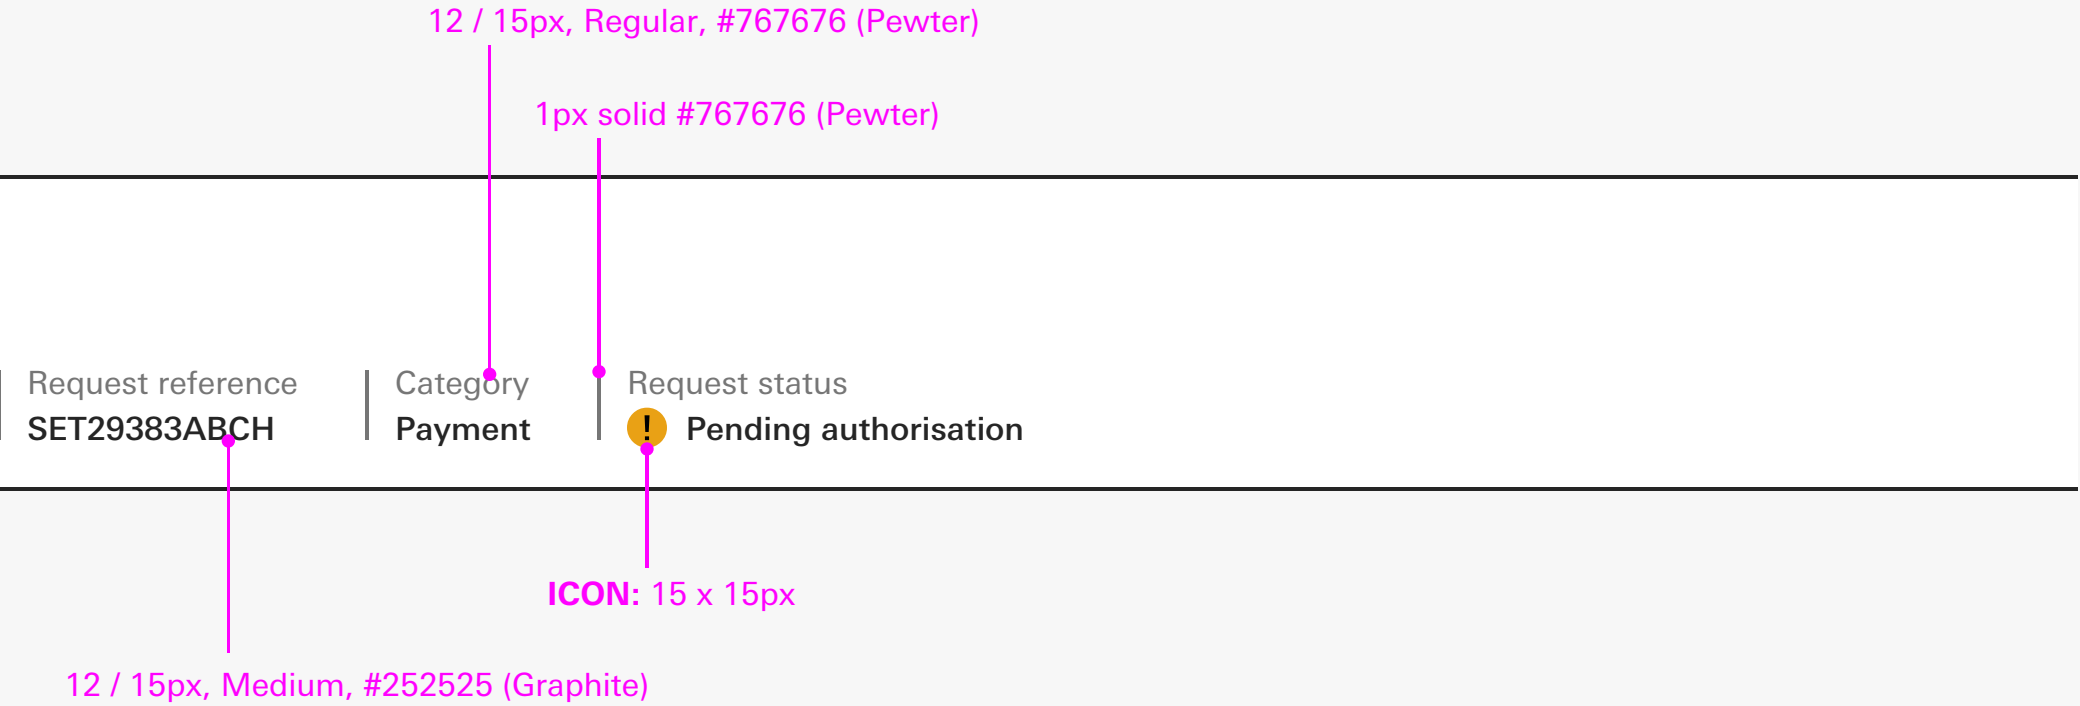 12 / 15px, Regular, #767676 (Pewter)
1px solid #767676 (Pewter)
Request reference
SET29383ABCH
Category
Payment
Request status
! Pending authorisation
ICON: 15 x 15px
12 / 15px, Medium, #252525 (Graphite)